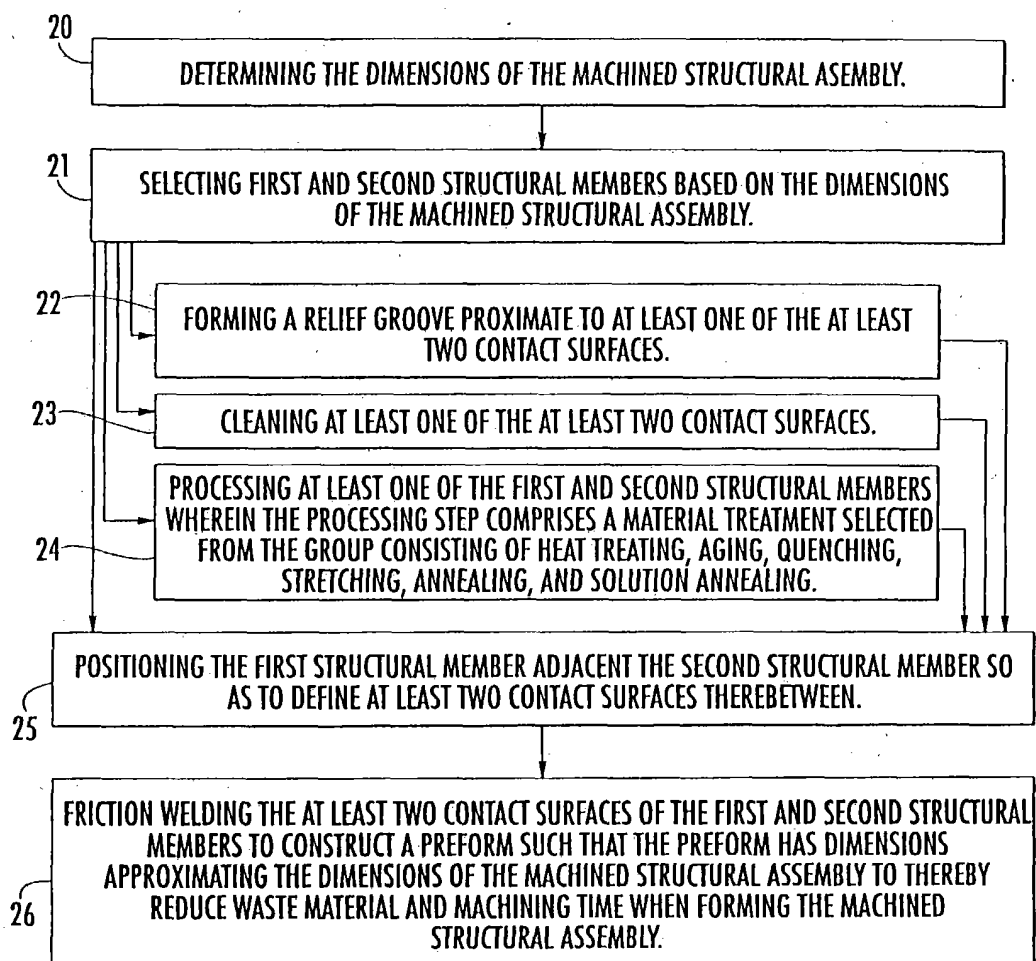 20
DETERMINING THE DIMENSIONS OF THE MACHINED STRUCTURAL ASEMBLY.
21
SELECTING FIRST AND SECOND STRUCTURAL MEMBERS BASED ON THE DIMENSIONS
OF THE MACHINED STRUCTURAL ASSEMBLY.
22
FORMING A RELIEF GROOVE PROXIMATE TO AT LEAST ONE OF THE AT LEAST
TWO CONTACT SURFACES.
23
CLEANING AT LEAST ONE OF THE AT LEAST TWO CONTACT SURFACES.
24
PROCESSING AT LEAST ONE OF THE FIRST AND SECOND STRUCTURAL MEMBERS
WHEREIN THE PROCESSING STEP COMPRISES A MATERIAL TREATMENT SELECTED
FROM THE GROUP CONSISTING OF HEAT TREATING, AGING, QUENCHING,
STRETCHING, ANNEALING, AND SOLUTION ANNEALING.
25
POSITIONING THE FIRST STRUCTURAL MEMBER ADJACENT THE SECOND STRUCTURAL MEMBER SO
AS TO DEFINE AT LEAST TWO CONTACT SURFACES THEREBETWEEN.
26
FRICTION WELDING THE AT LEAST TWO CONTACT SURFACES OF THE FIRST AND SECOND STRUCTURAL
MEMBERS TO CONSTRUCT A PREFORM SUCH THAT THE PREFORM HAS DIMENSIONS
APPROXIMATING THE DIMENSIONS OF THE MACHINED STRUCTURAL ASSEMBLY TO THEREBY
REDUCE WASTE MATERIAL AND MACHINING TIME WHEN FORMING THE MACHINED
STRUCTURAL ASSEMBLY.